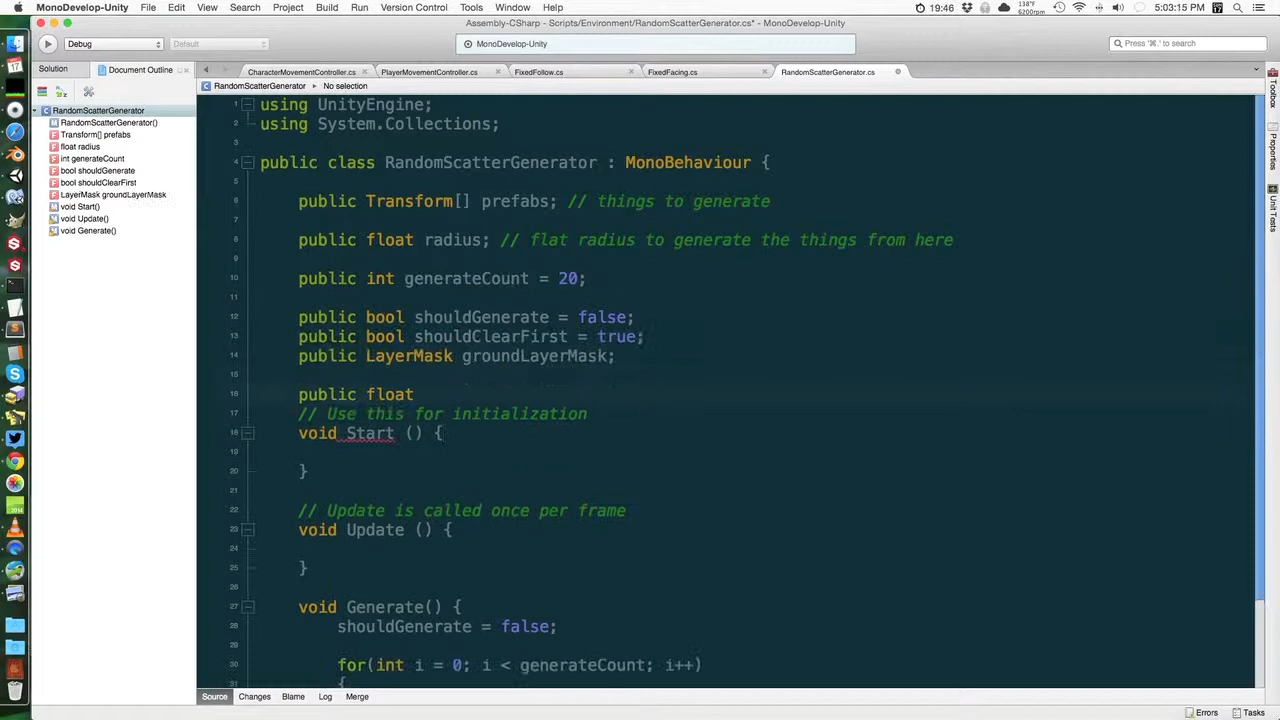 MonoDevelop-Unity File Edit View Search Project Build Run Version Control Tools Window Help
19:46 138°F 6200rpm 5:03:15 PM
Assembly-CSharp - Scripts/Environment/RandomScatterGenerator.cs* - MonoDevelop-Unity
Debug Default MonoDevelop-Unity Press '⌘.' to search
Solution Document Outline
CharacterMovementController.cs PlayerMovementController.cs FixedFollow.cs FixedFacing.cs RandomScatterGenerator.cs
RandomScatterGenerator No selection
RandomScatterGenerator
RandomScatterGenerator()
Transform[] prefabs
float radius
int generateCount
bool shouldGenerate
bool shouldClearFirst
LayerMask groundLayerMask
void Start()
void Update()
void Generate()
1 using UnityEngine;
2 using System.Collections;
3
4 public class RandomScatterGenerator : MonoBehaviour {
5
6 public Transform[] prefabs; // things to generate
7
8 public float radius; // flat radius to generate the things from here
9
10 public int generateCount = 20;
11
12 public bool shouldGenerate = false;
13 public bool shouldClearFirst = true;
14 public LayerMask groundLayerMask;
15
16 public float
17 // Use this for initialization
18 void Start () {
19
20 }
21
22 // Update is called once per frame
23 void Update () {
24
25 }
26
27 void Generate() {
28 shouldGenerate = false;
29
30 for(int i = 0; i < generateCount; i++)
31 {
Toolbox
Properties
Unit Tests
Source Changes Blame Log Merge
Errors Tasks